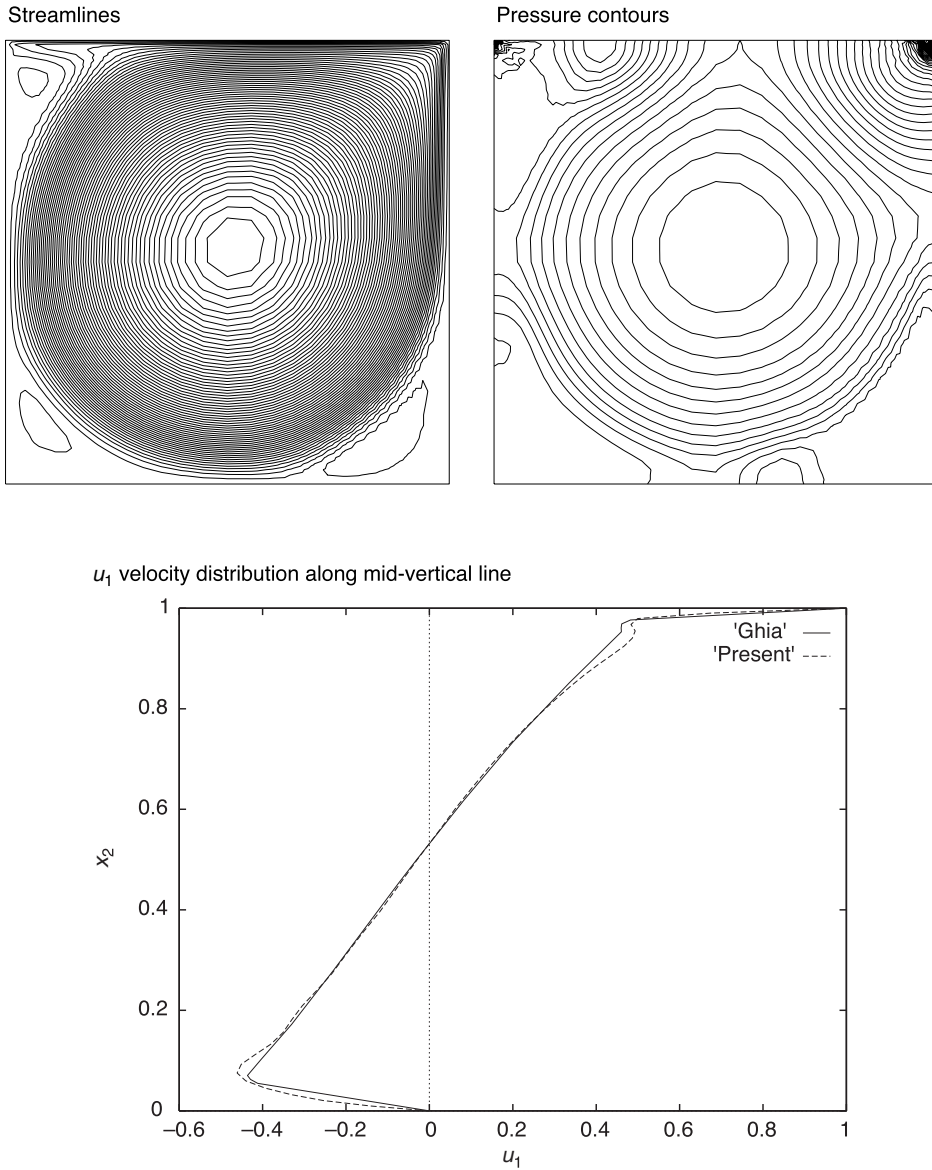 Streamlines
Pressure contours
u₁ velocity distribution along mid-vertical line
1
0.8
0.6
0.4
0.2
0
x₂
'Ghia'
'Present'
−0.6 −0.4 −0.2 0 0.2 0.4 0.6 0.8 1
u₁